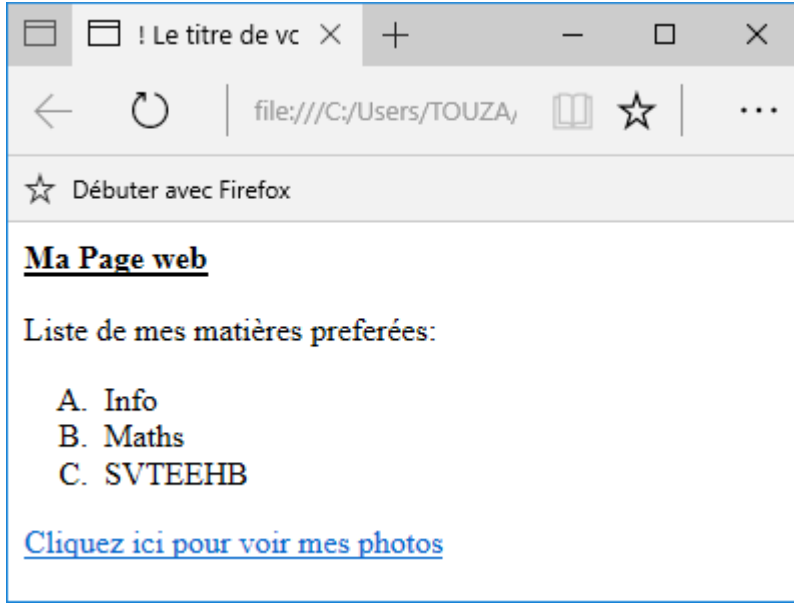 ! Le titre de vc
file:///C:/Users/TOUZA/
Débuter avec Firefox
Ma Page web
Liste de mes matières preferées:
A. Info
B. Maths
C. SVTEEHB
Cliquez ici pour voir mes photos